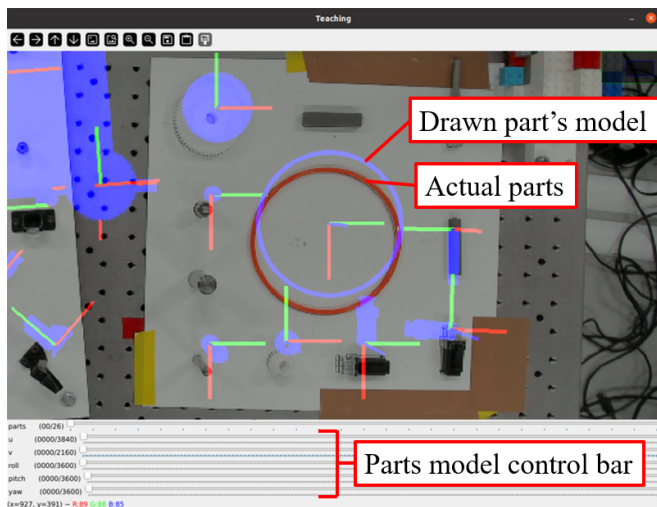 Teaching
Drawn part's model
Actual parts
parts (00/26)
u (0000/3840)
v (0000/2160)
roll (0000/3600)
pitch (0000/3600)
yaw (0000/3600)
Parts model control bar
(x=927, y=391) ~ R:89 G:88 B:85